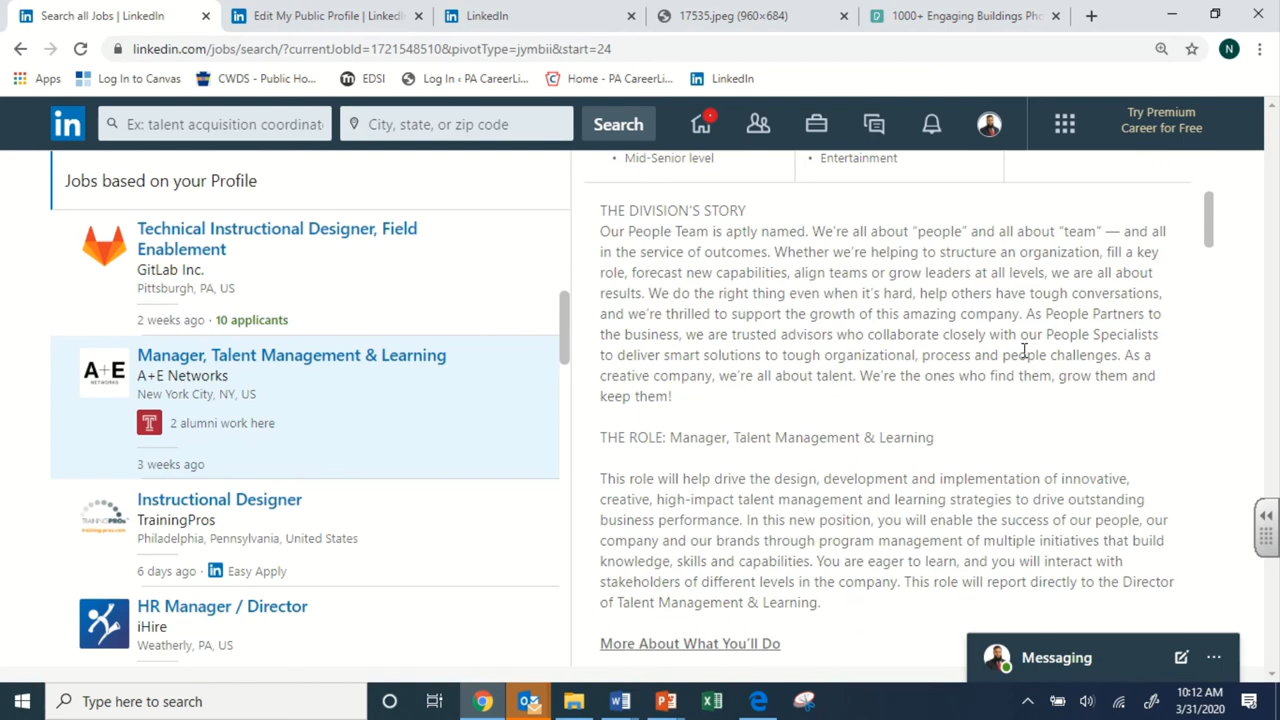 Search all Jobs | LinkedIn
Edit My Public Profile | LinkedIn
LinkedIn
17535.jpeg (960×684)
1000+ Engaging Buildings Pho
linkedin.com/jobs/search/?currentJobId=1721548510&pivotType=jymbii&start=24
N
Apps
Log In to Canvas
CWDS - Public Ho...
EDSI
Log In ‹ PA CareerLi...
Home - PA CareerLi...
LinkedIn
in
Ex: talent acquisition coordinat
City, state, or zip code
Search
Try Premium
Career for Free
Jobs based on your Profile
Technical Instructional Designer, Field
Enablement
GitLab Inc.
Pittsburgh, PA, US
2 weeks ago · 10 applicants
A+E
NETWORKS
Manager, Talent Management & Learning
A+E Networks
New York City, NY, US
2 alumni work here
3 weeks ago
TRAININGPROS
Instructional Designer
TrainingPros
Philadelphia, Pennsylvania, United States
6 days ago · in Easy Apply
HR Manager / Director
iHire
Weatherly, PA, US
• Mid-Senior level
• Entertainment
THE DIVISION'S STORY
Our People Team is aptly named. We're all about “people” and all about “team” — and all
in the service of outcomes. Whether we're helping to structure an organization, fill a key
role, forecast new capabilities, align teams or grow leaders at all levels, we are all about
results. We do the right thing even when it's hard, help others have tough conversations,
and we're thrilled to support the growth of this amazing company. As People Partners to
the business, we are trusted advisors who collaborate closely with our People Specialists
to deliver smart solutions to tough organizational, process and people challenges. As a
creative company, we're all about talent. We're the ones who find them, grow them and
keep them!
THE ROLE: Manager, Talent Management & Learning
This role will help drive the design, development and implementation of innovative,
creative, high-impact talent management and learning strategies to drive outstanding
business performance. In this new position, you will enable the success of our people, our
company and our brands through program management of multiple initiatives that build
knowledge, skills and capabilities. You are eager to learn, and you will interact with
stakeholders of different levels in the company. This role will report directly to the Director
of Talent Management & Learning.
More About What You'll Do
Messaging
Type here to search
10:12 AM
3/31/2020